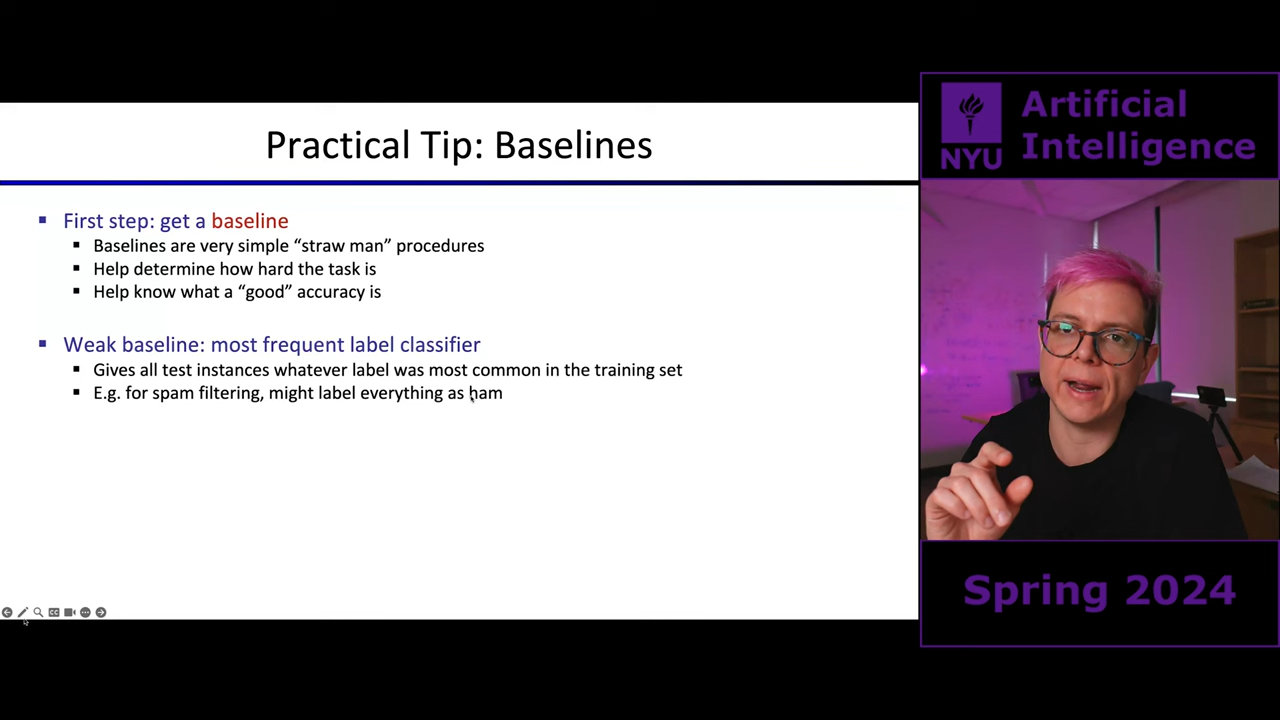 Practical Tip: Baselines
First step: get a baseline
Baselines are very simple “straw man” procedures
Help determine how hard the task is
Help know what a “good” accuracy is
Weak baseline: most frequent label classifier
Gives all test instances whatever label was most common in the training set
E.g. for spam filtering, might label everything as ham
NYU
Artificial
Intelligence
Spring 2024